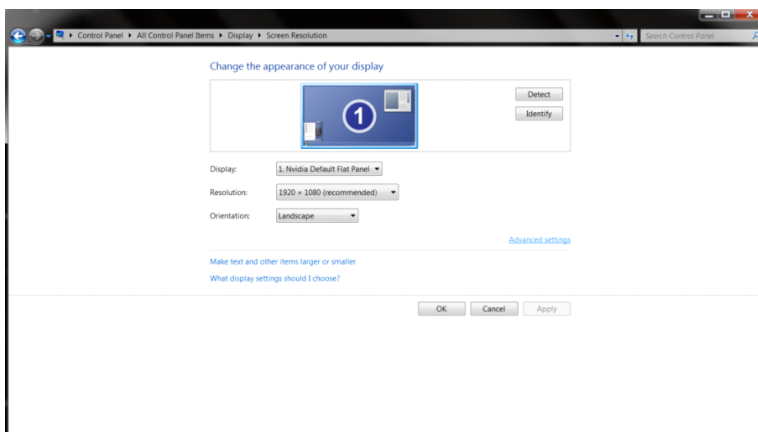 Control Panel ▸ All Control Panel Items ▸ Display ▸ Screen Resolution
Search Control Panel
Change the appearance of your display
1
Detect
Identify
Display: 1. Nvidia Default Flat Panel
Resolution: 1920 × 1080 (recommended)
Orientation: Landscape
Advanced settings
Make text and other items larger or smaller
What display settings should I choose?
OK Cancel Apply